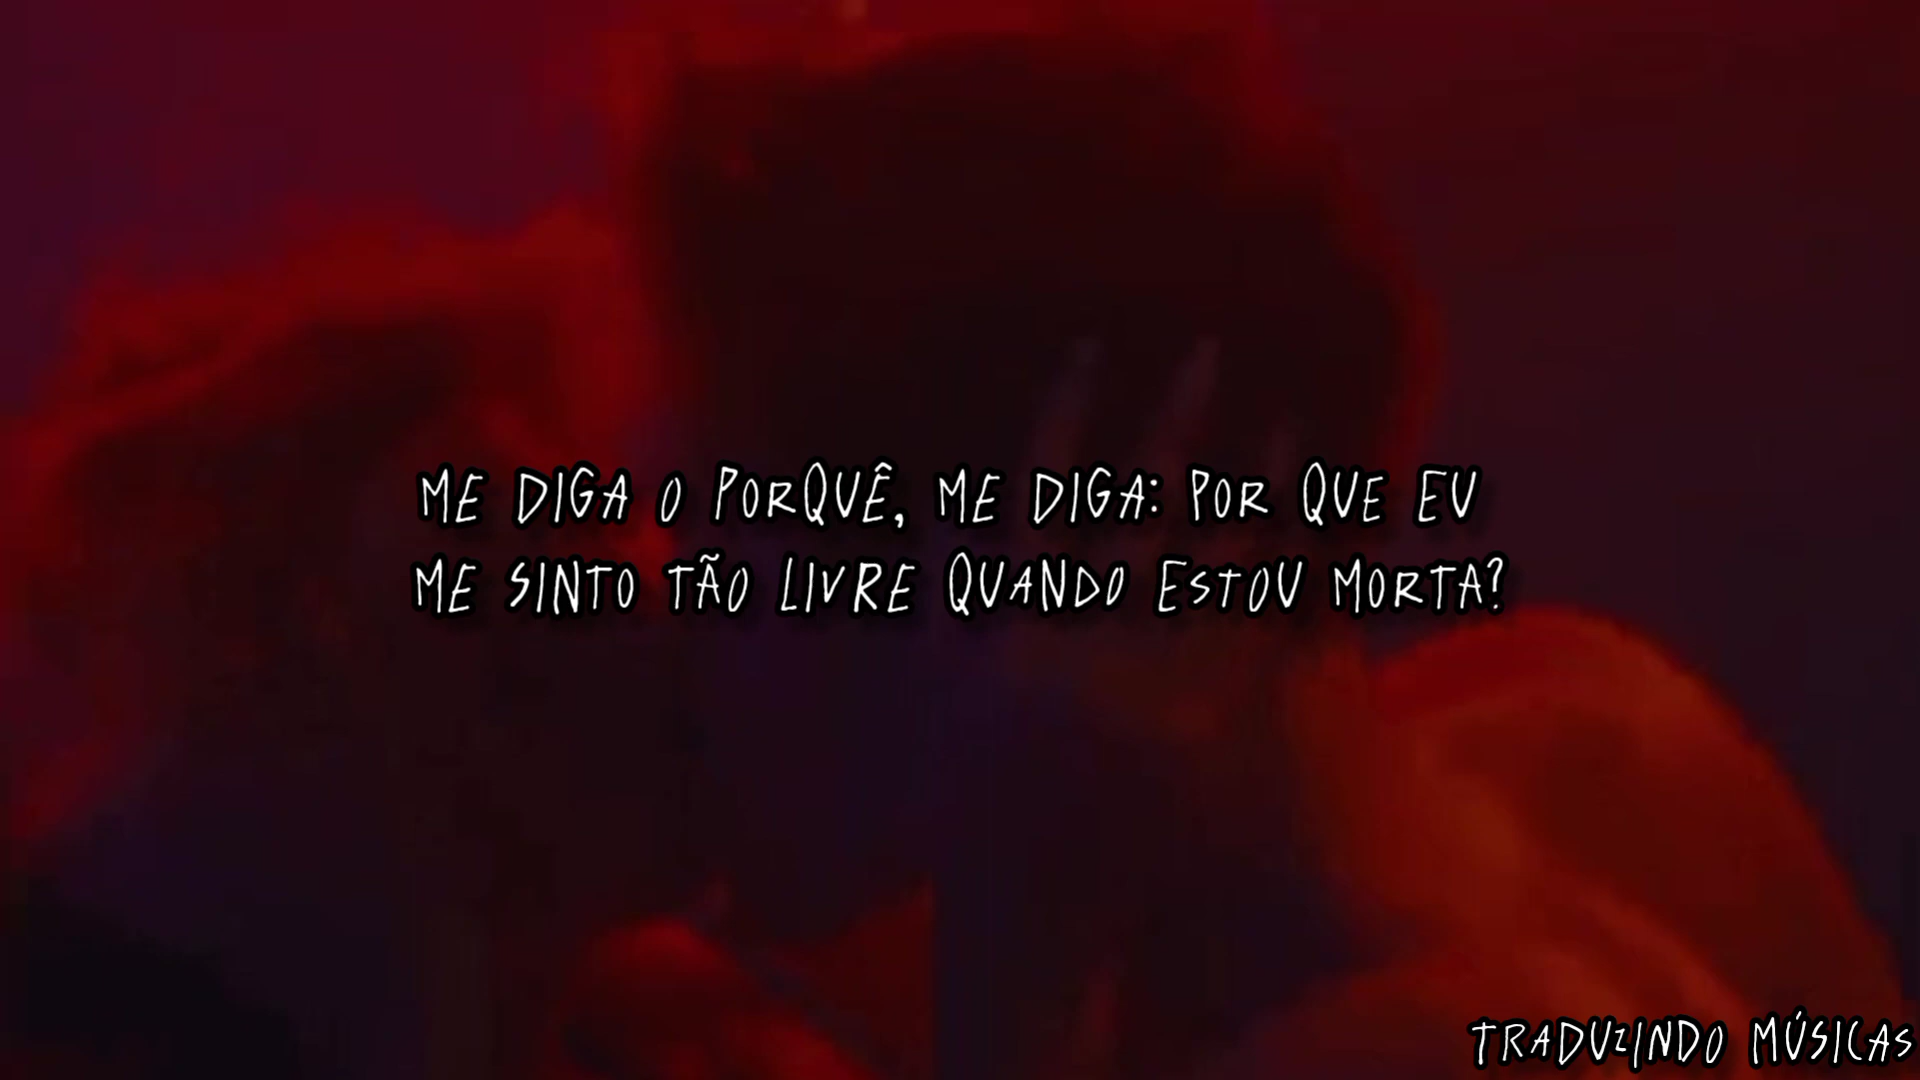 ME DIGA O PORQUÊ, ME DIGA: POR QUE EU
ME SINTO TÃO LIVRE QUANDO ESTOU MORTA?
TRADUZINDO MÚSICAS